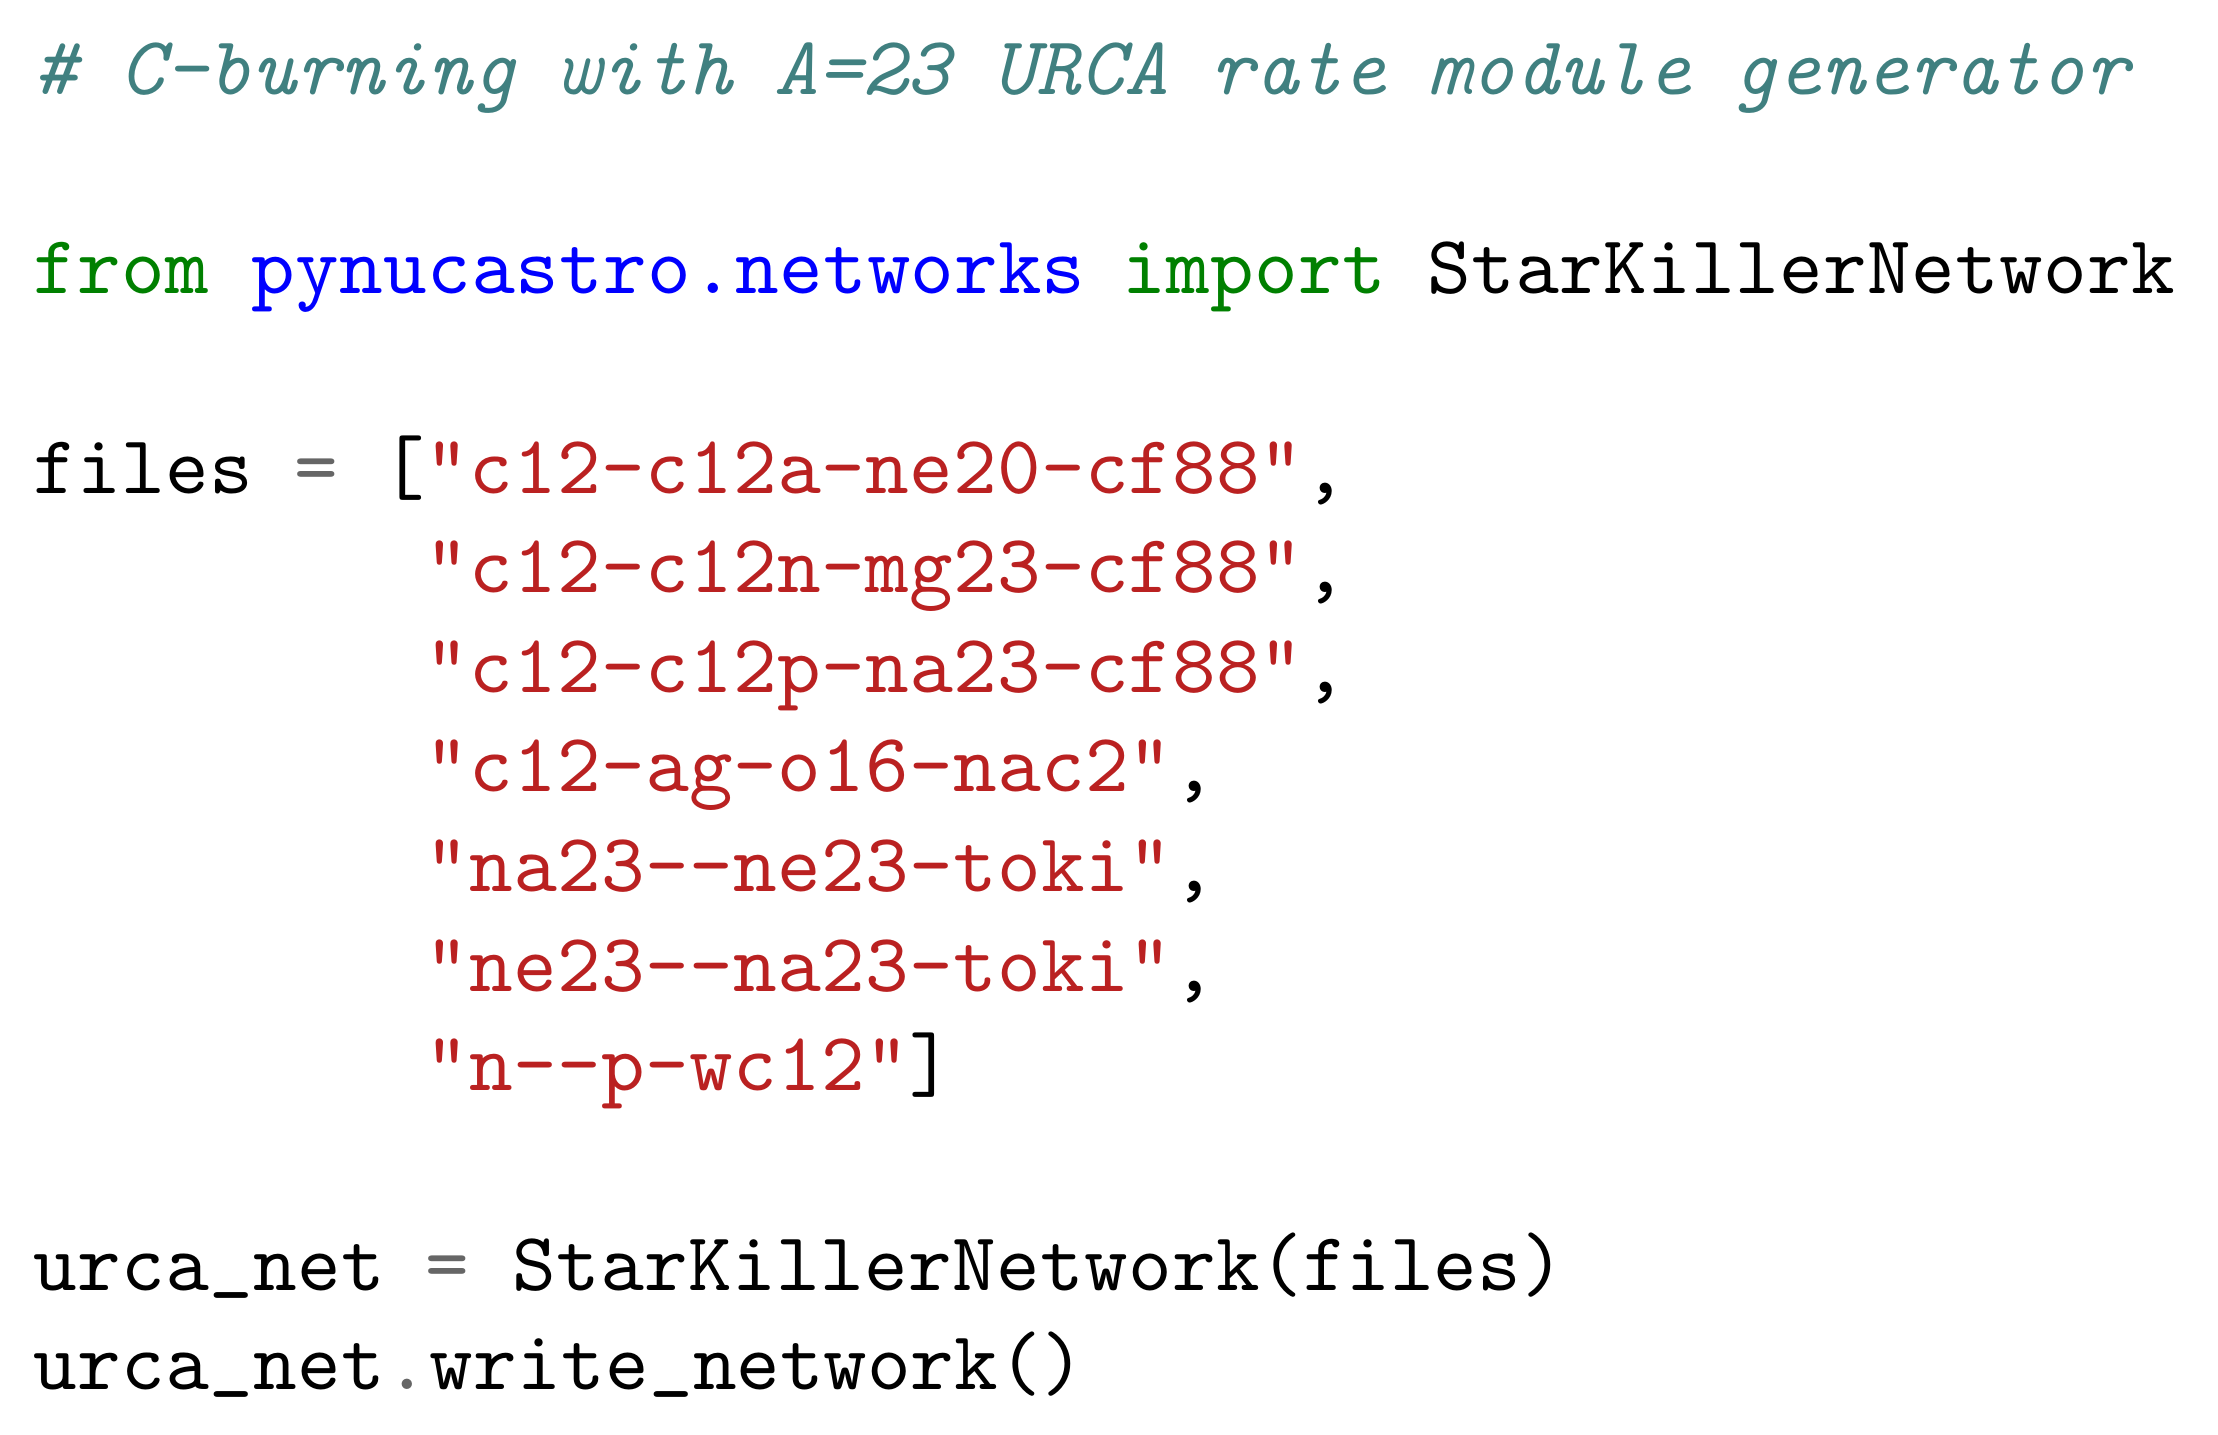 # C-burning with A=23 URCA rate module generator
from pynucastro.networks import StarKillerNetwork
files = ["c12-c12a-ne20-cf88",
"c12-c12n-mg23-cf88",
"c12-c12p-na23-cf88",
"c12-ag-o16-nac2",
"na23--ne23-toki",
"ne23--na23-toki",
"n--p-wc12"]
urca_net = StarKillerNetwork(files)
urca_net.write_network()